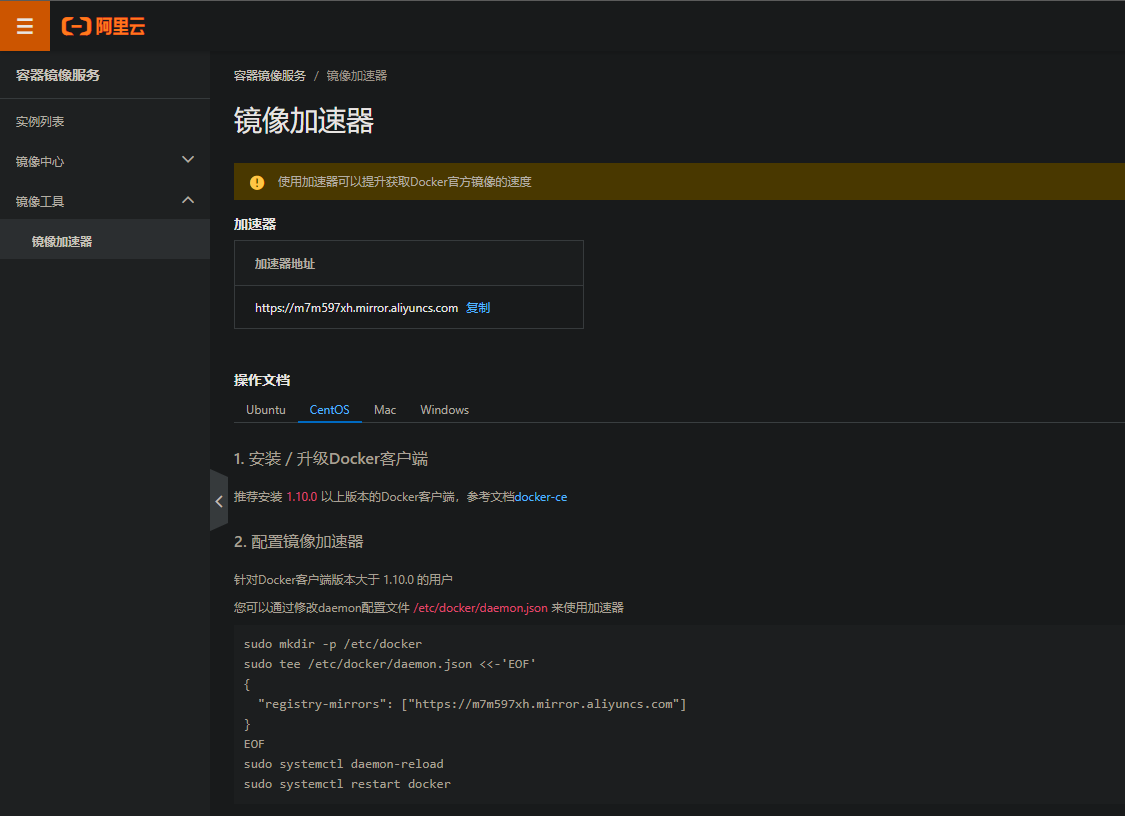 阿里云
容器镜像服务
实例列表
镜像中心
镜像工具
镜像加速器
容器镜像服务 / 镜像加速器
镜像加速器
使用加速器可以提升获取Docker官方镜像的速度
加速器
加速器地址
https://m7m597xh.mirror.aliyuncs.com 复制
操作文档
Ubuntu CentOS Mac Windows
1. 安装 / 升级Docker客户端
推荐安装 1.10.0 以上版本的Docker客户端，参考文档docker-ce
2. 配置镜像加速器
针对Docker客户端版本大于 1.10.0 的用户
您可以通过修改daemon配置文件 /etc/docker/daemon.json 来使用加速器
sudo mkdir -p /etc/docker
sudo tee /etc/docker/daemon.json <<-'EOF'
{
  "registry-mirrors": ["https://m7m597xh.mirror.aliyuncs.com"]
}
EOF
sudo systemctl daemon-reload
sudo systemctl restart docker